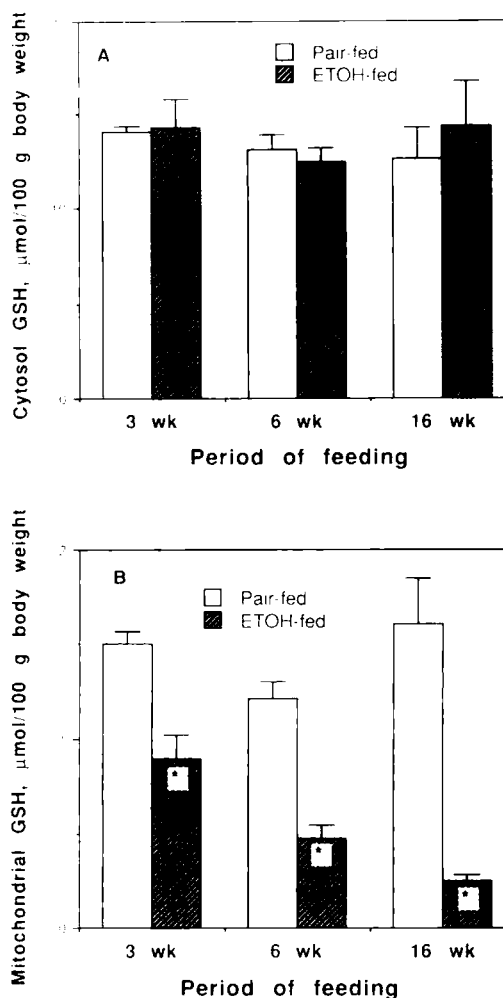 A
Pair-fed
ETOH-fed
Cytosol GSH, µmol/100 g body weight
3 wk
6 wk
16 wk
Period of feeding
B
Pair-fed
ETOH-fed
Mitochondrial GSH, µmol/100 g body weight
*
*
*
3 wk
6 wk
16 wk
Period of feeding